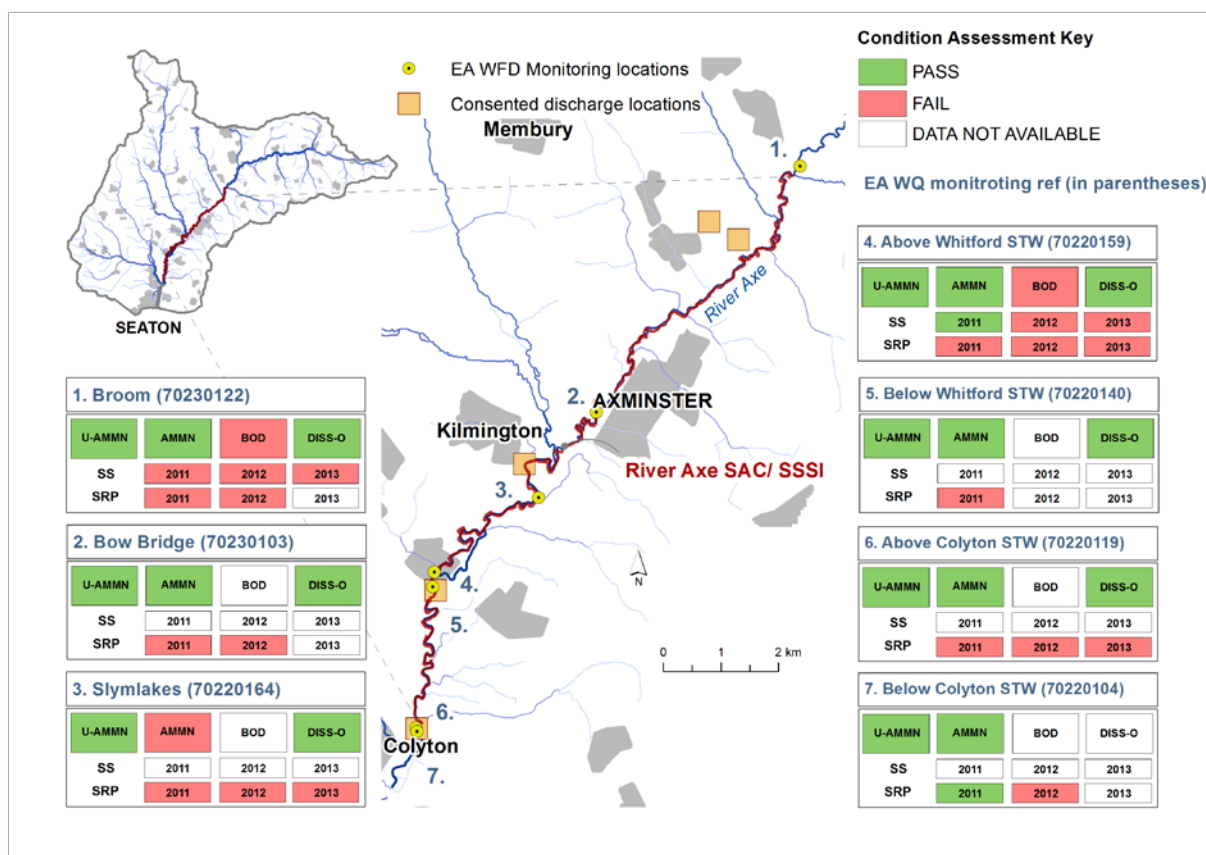 EA WFD Monitoring locations
Consented discharge locations
Membury
1.
River Axe
2. AXMINSTER
Kilmington
River Axe SAC/ SSSI
3.
N
4.
5.
0 1 2 km
6.
Colyton
7.
SEATON
Condition Assessment Key
PASS
FAIL
DATA NOT AVAILABLE
EA WQ monitroting ref (in parentheses)
1. Broom (70230122)
U-AMMN AMMN BOD DISS-O
SS 2011 2012 2013
SRP 2011 2012 2013
2. Bow Bridge (70230103)
U-AMMN AMMN BOD DISS-O
SS 2011 2012 2013
SRP 2011 2012 2013
3. Slymlakes (70220164)
U-AMMN AMMN BOD DISS-O
SS 2011 2012 2013
SRP 2011 2012 2013
4. Above Whitford STW (70220159)
U-AMMN AMMN BOD DISS-O
SS 2011 2012 2013
SRP 2011 2012 2013
5. Below Whitford STW (70220140)
U-AMMN AMMN BOD DISS-O
SS 2011 2012 2013
SRP 2011 2012 2013
6. Above Colyton STW (70220119)
U-AMMN AMMN BOD DISS-O
SS 2011 2012 2013
SRP 2011 2012 2013
7. Below Colyton STW (70220104)
U-AMMN AMMN BOD DISS-O
SS 2011 2012 2013
SRP 2011 2012 2013